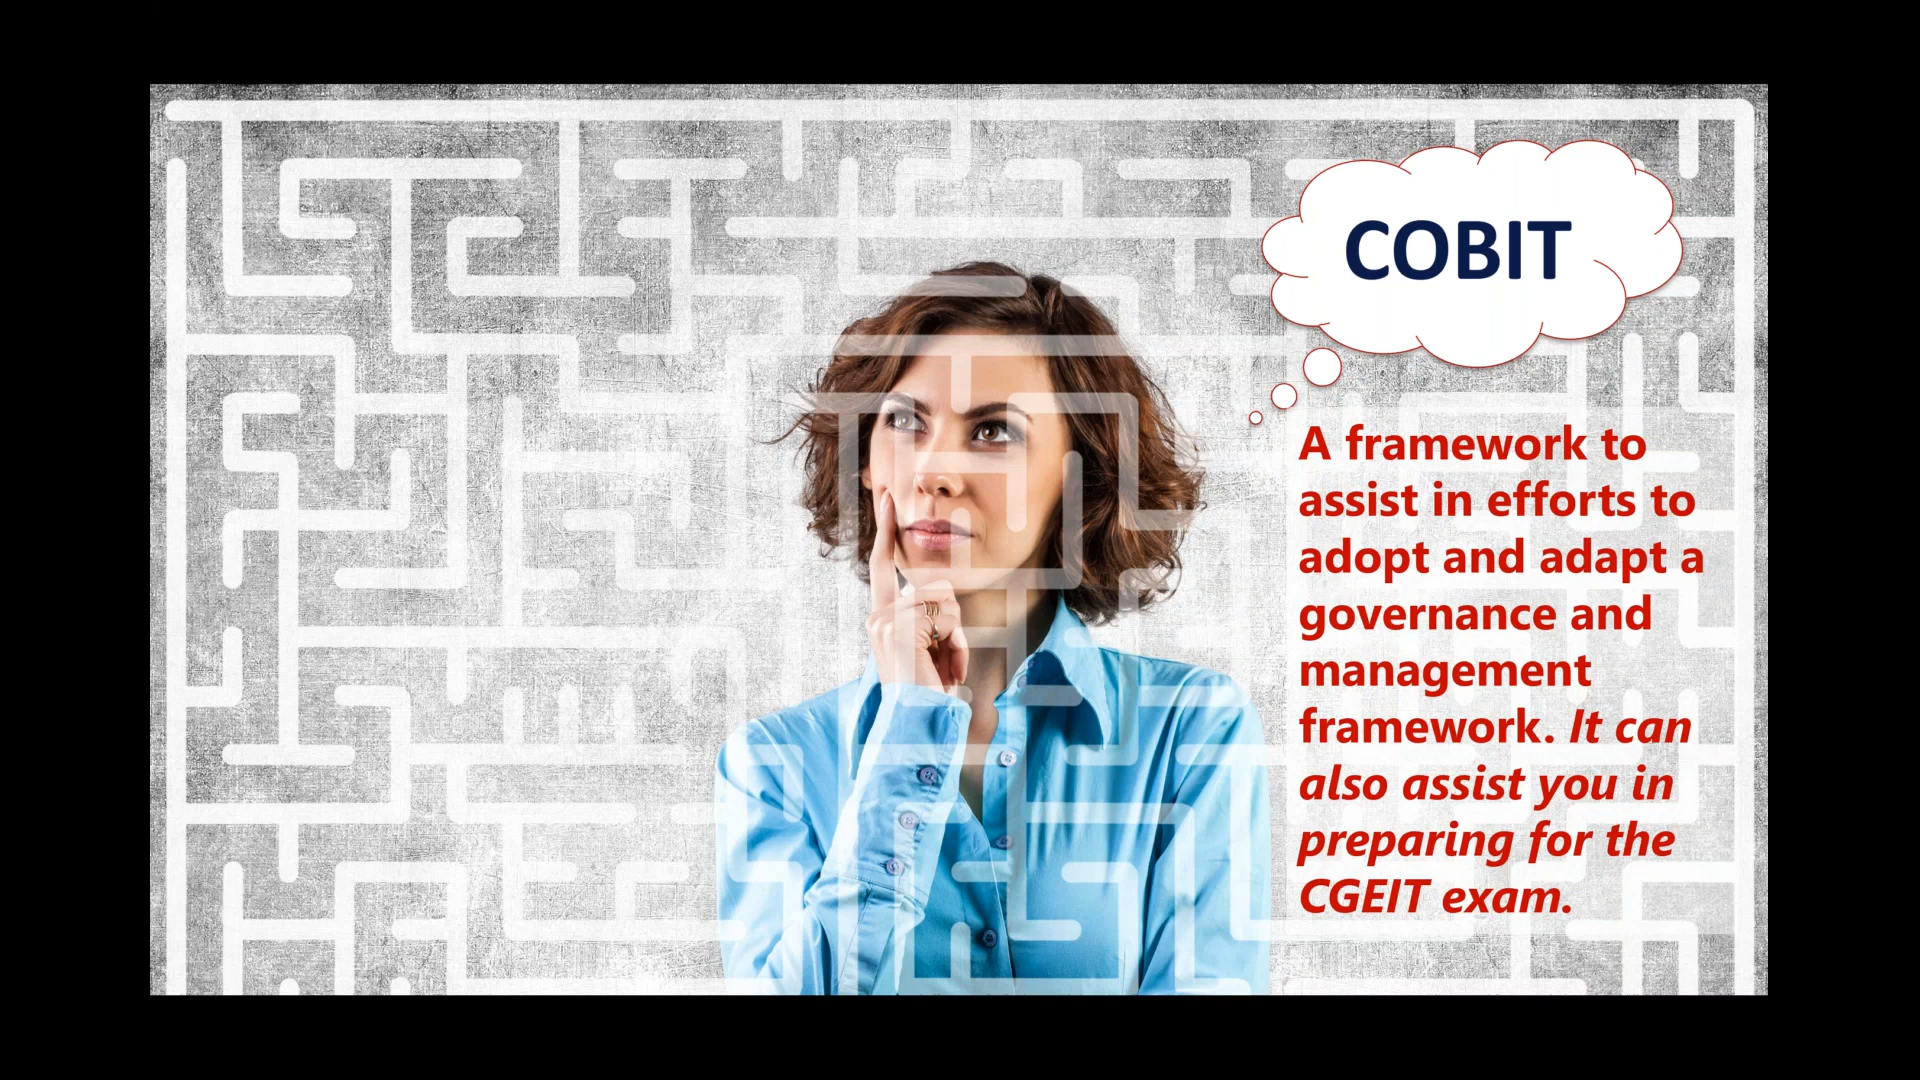 COBIT
A framework to
assist in efforts to
adopt and adapt a
governance and
management
framework. It can
also assist you in
preparing for the
CGEIT exam.